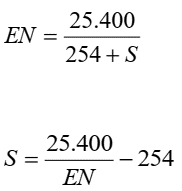 EN = 25.400 / 254 + S
S = 25.400 / EN − 254